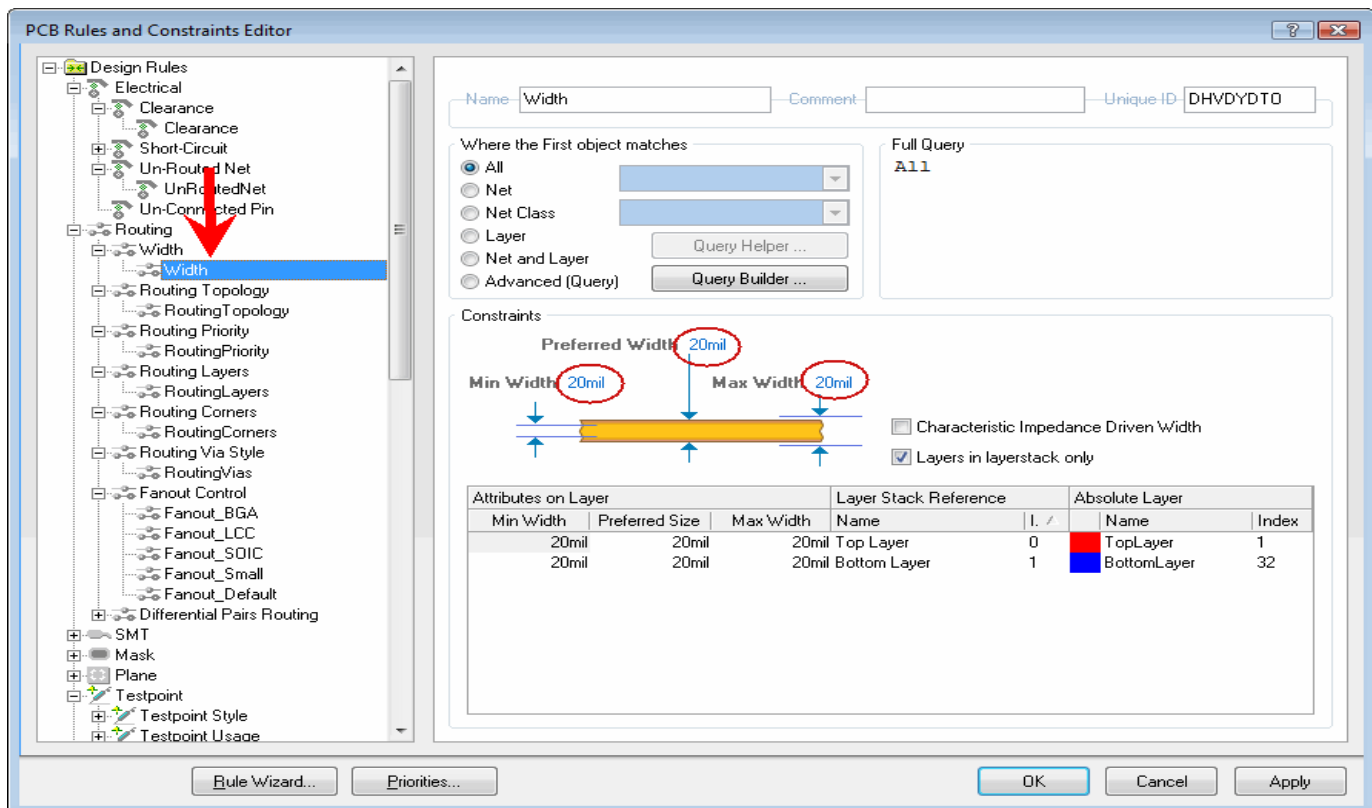 PCB Rules and Constraints Editor
Design Rules
Electrical
Clearance
Clearance
Short-Circuit
Un-Routed Net
UnRoutedNet
Un-Connected Pin
Routing
Width
Width
Routing Topology
RoutingTopology
Routing Priority
RoutingPriority
Routing Layers
RoutingLayers
Routing Corners
RoutingCorners
Routing Via Style
RoutingVias
Fanout Control
Fanout_BGA
Fanout_LCC
Fanout_SOIC
Fanout_Small
Fanout_Default
Differential Pairs Routing
SMT
Mask
Plane
Testpoint
Testpoint Style
Testpoint Usage
Name Width Comment Unique ID DHVDYDTO
Where the First object matches
All
Net
Net Class
Layer
Net and Layer
Advanced (Query)
Query Helper ...
Query Builder ...
Full Query
All
Constraints
Preferred Width 20mil
Min Width 20mil Max Width 20mil
Characteristic Impedance Driven Width
Layers in layerstack only
Attributes on Layer Layer Stack Reference Absolute Layer
Min Width Preferred Size Max Width Name I. Name Index
20mil 20mil 20mil Top Layer 0 TopLayer 1
20mil 20mil 20mil Bottom Layer 1 BottomLayer 32
Rule Wizard... Priorities... OK Cancel Apply